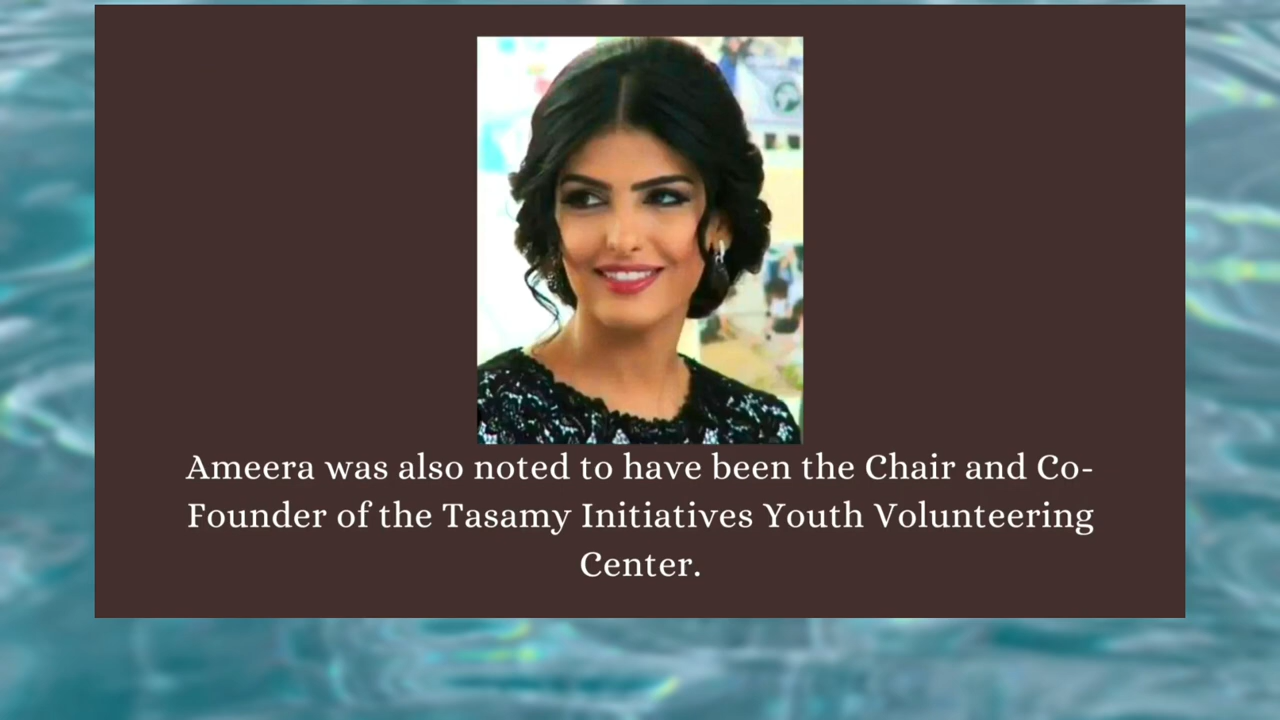 Ameera was also noted to have been the Chair and Co-
Founder of the Tasamy Initiatives Youth Volunteering
Center.